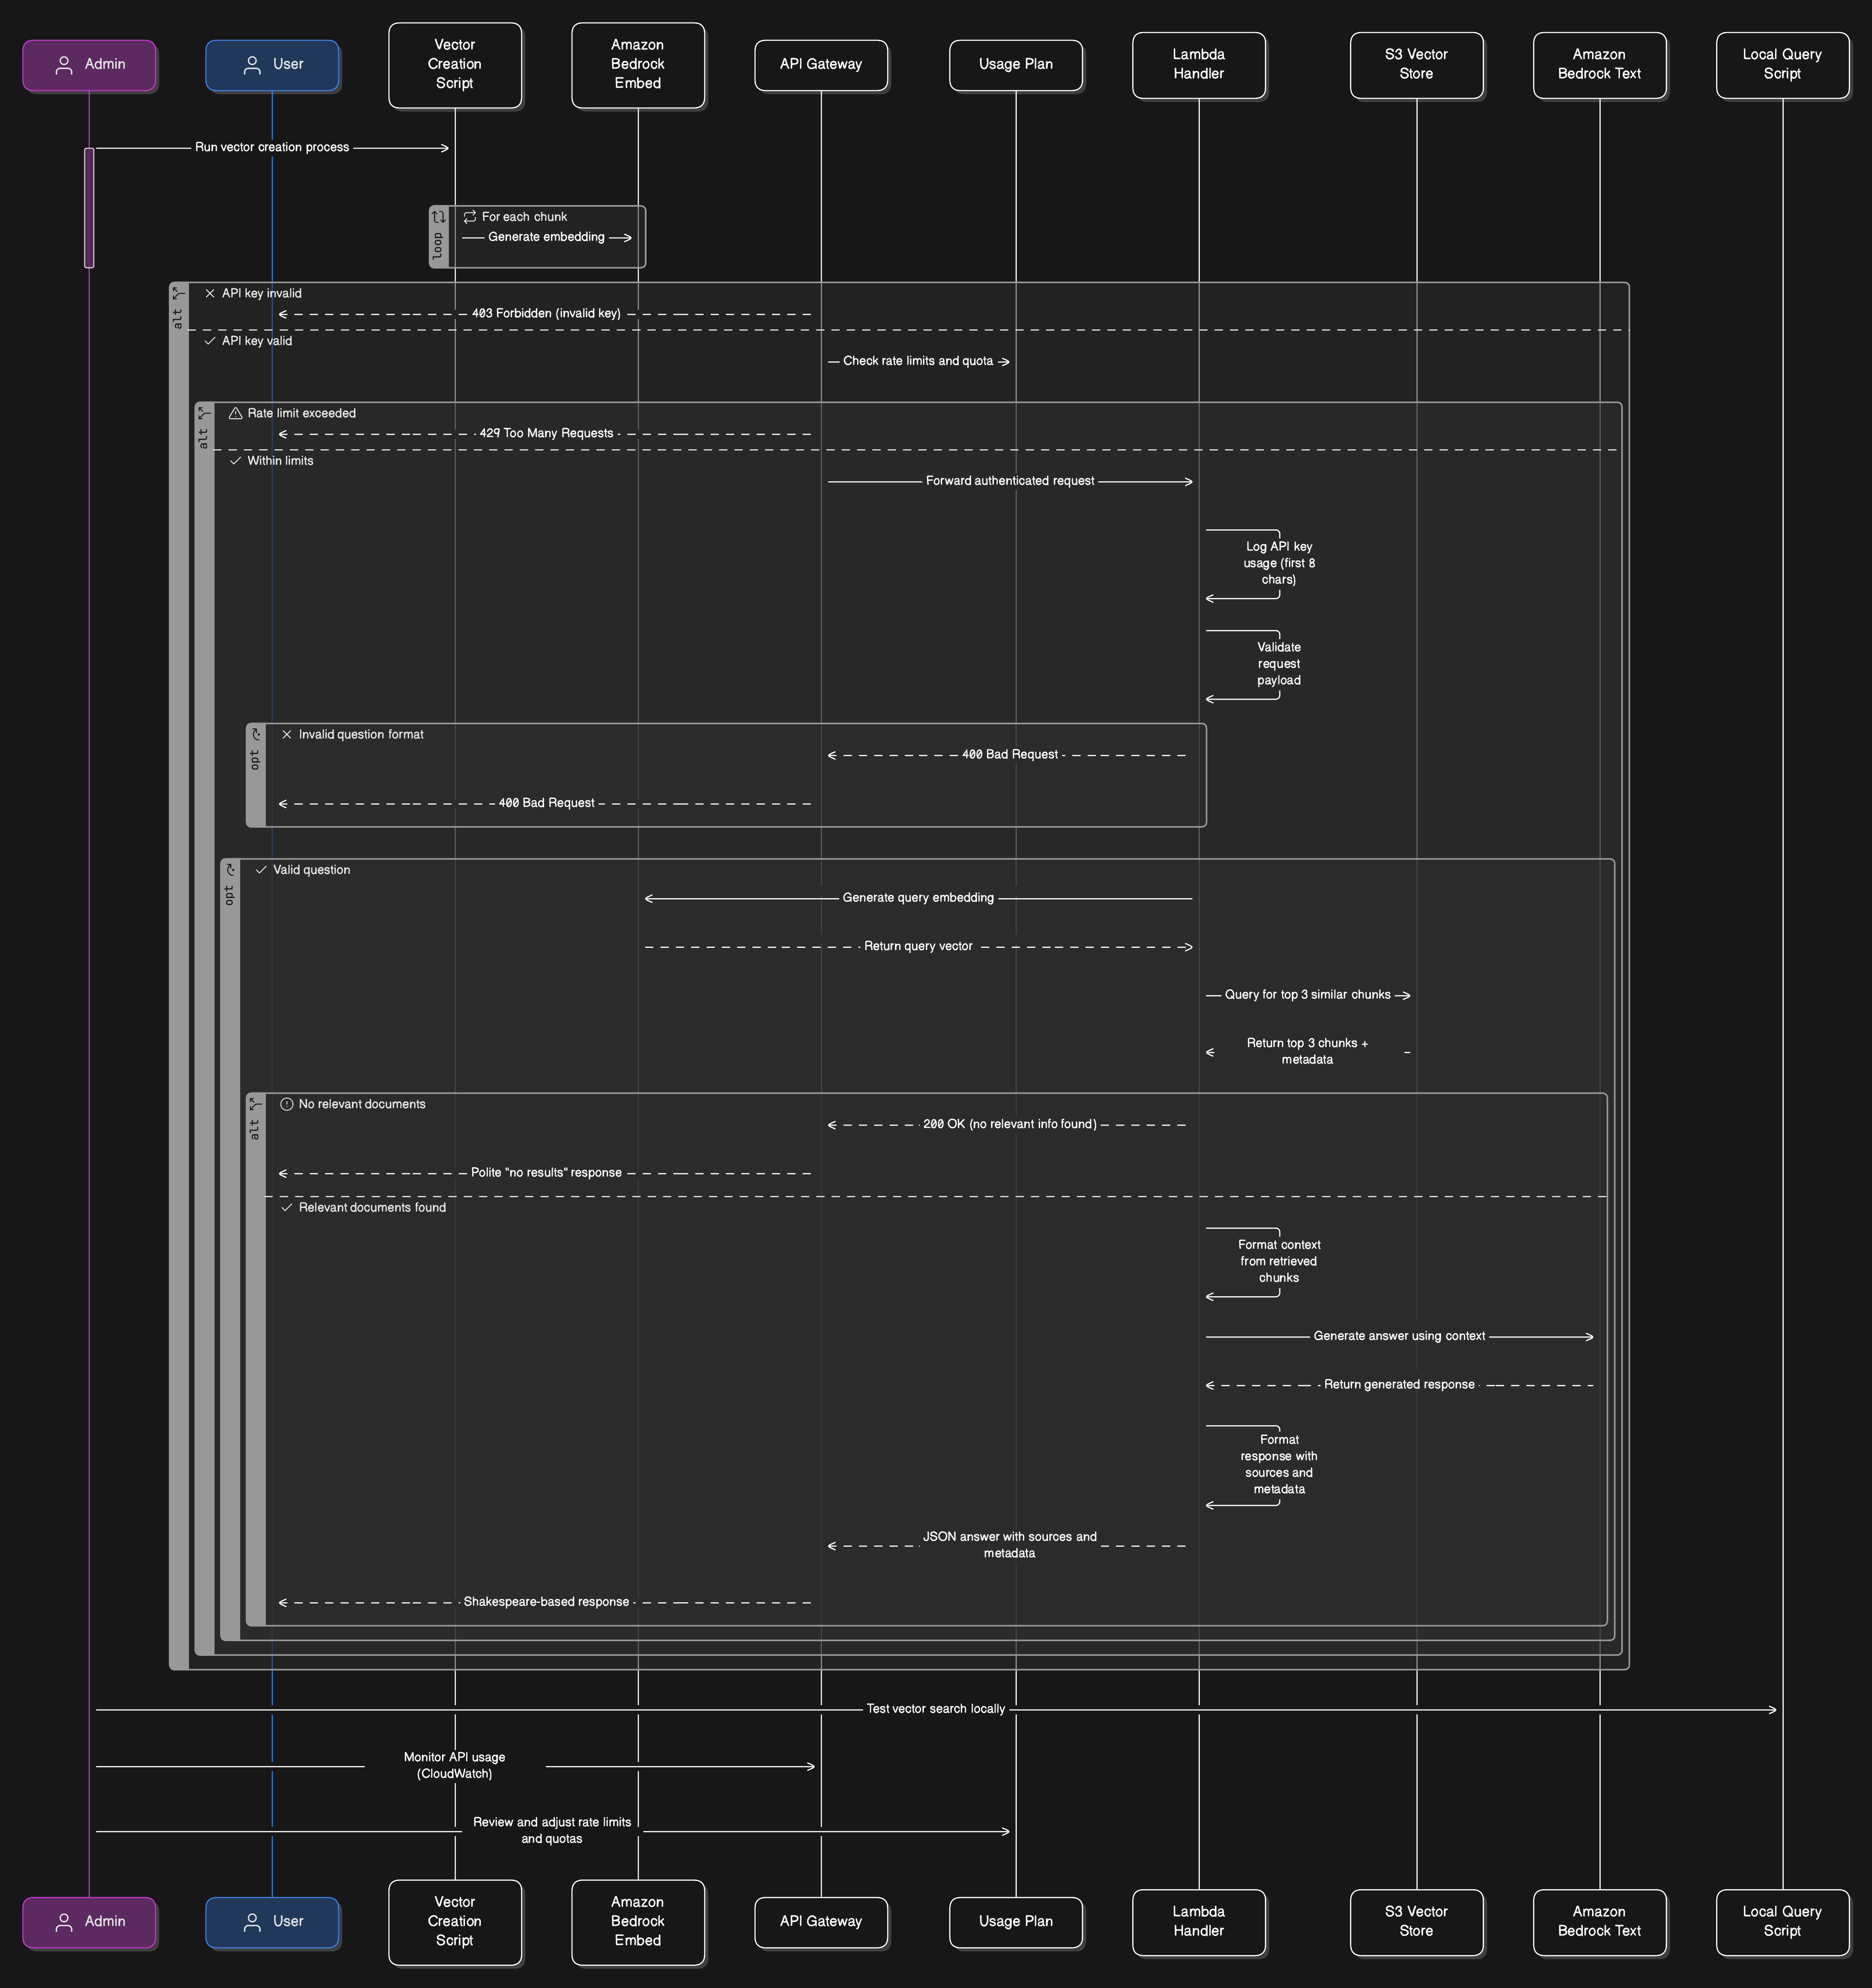 Admin
User
Vector
Creation
Script
Amazon
Bedrock
Embed
API Gateway
Usage Plan
Lambda
Handler
S3 Vector
Store
Amazon
Bedrock Text
Local Query
Script
Run vector creation process
loop
For each chunk
Generate embedding
alt
API key invalid
403 Forbidden (invalid key)
API key valid
Check rate limits and quota
alt
Rate limit exceeded
429 Too Many Requests
Within limits
Forward authenticated request
Log API key
usage (first 8
chars)
Validate
request
payload
opt
Invalid question format
400 Bad Request
400 Bad Request
opt
Valid question
Generate query embedding
Return query vector
Query for top 3 similar chunks
Return top 3 chunks +
metadata
alt
No relevant documents
200 OK (no relevant info found)
Polite "no results" response
Relevant documents found
Format context
from retrieved
chunks
Generate answer using context
Return generated response
Format
response with
sources and
metadata
JSON answer with sources and
metadata
Shakespeare-based response
Test vector search locally
Monitor API usage
(CloudWatch)
Review and adjust rate limits
and quotas
Admin
User
Vector
Creation
Script
Amazon
Bedrock
Embed
API Gateway
Usage Plan
Lambda
Handler
S3 Vector
Store
Amazon
Bedrock Text
Local Query
Script